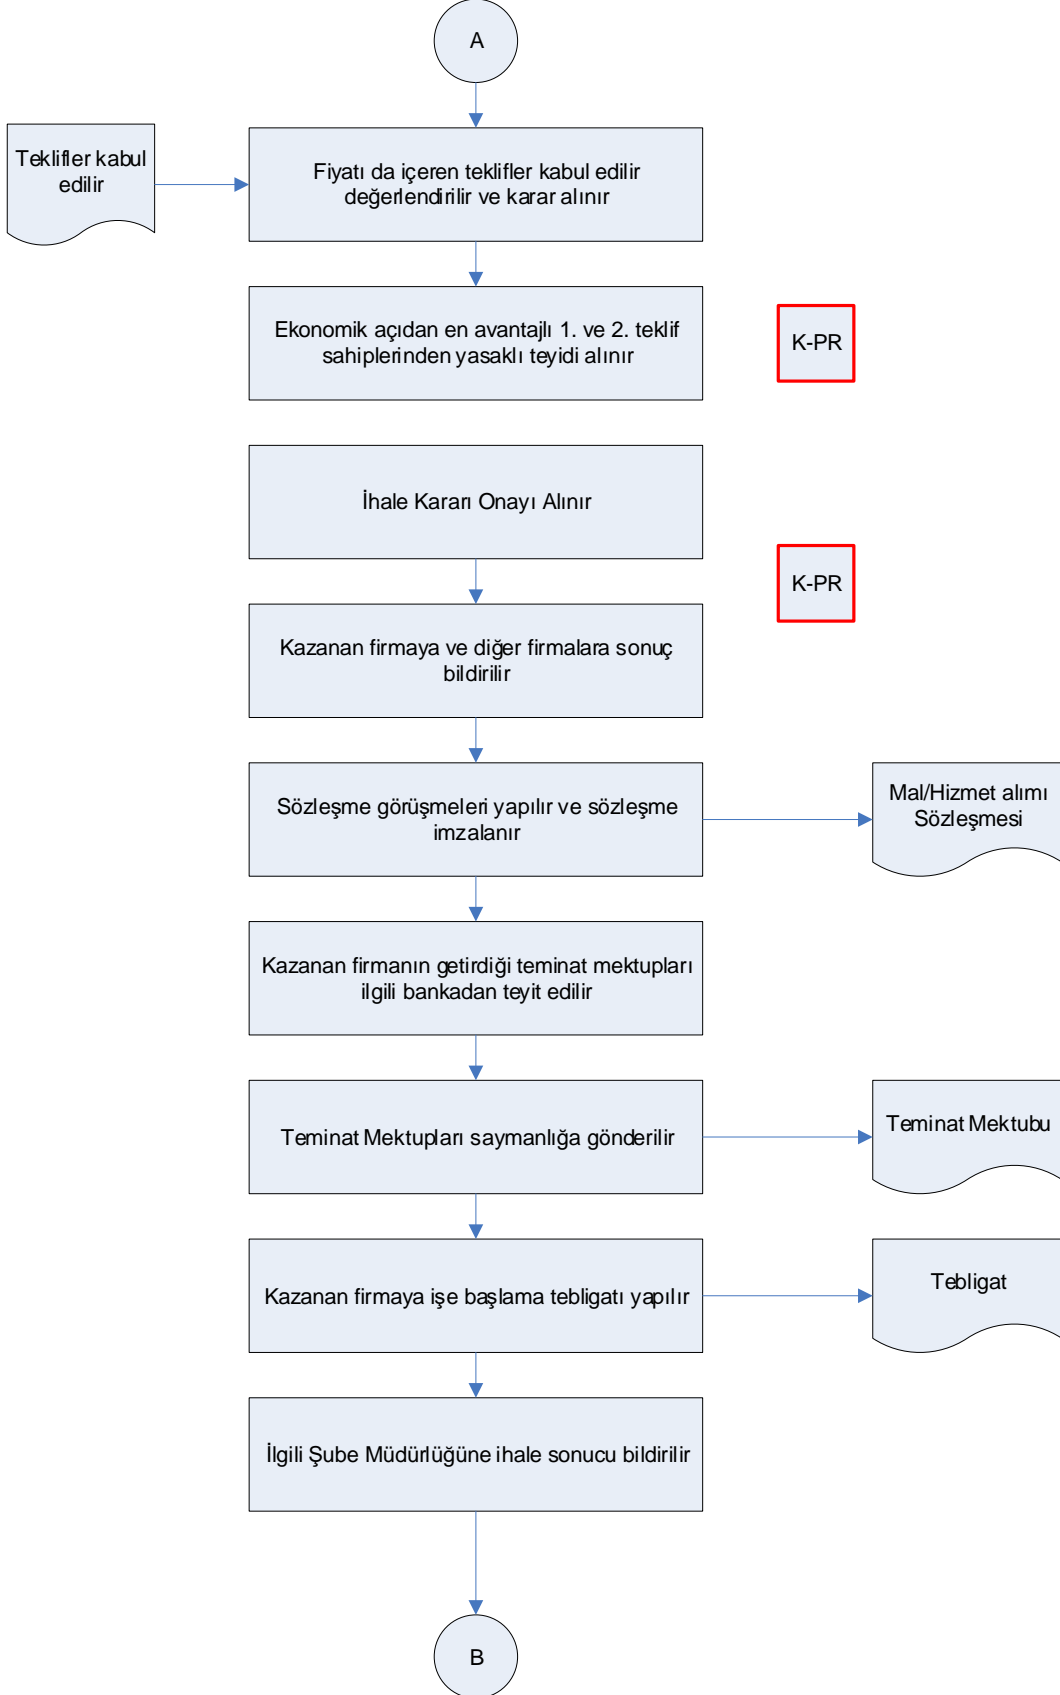 A
Teklifler kabul
edilir
Fiyatı da içeren teklifler kabul edilir
değerlendirilir ve karar alınır
Ekonomik açıdan en avantajlı 1. ve 2. teklif
sahiplerinden yasaklı teyidi alınır
K-PR
İhale Kararı Onayı Alınır
K-PR
Kazanan firmaya ve diğer firmalara sonuç
bildirilir
Sözleşme görüşmeleri yapılır ve sözleşme
imzalanır
Mal/Hizmet alımı
Sözleşmesi
Kazanan firmanın getirdiği teminat mektupları
ilgili bankadan teyit edilir
Teminat Mektupları saymanlığa gönderilir
Teminat Mektubu
Kazanan firmaya işe başlama tebligatı yapılır
Tebligat
İlgili Şube Müdürlüğüne ihale sonucu bildirilir
B